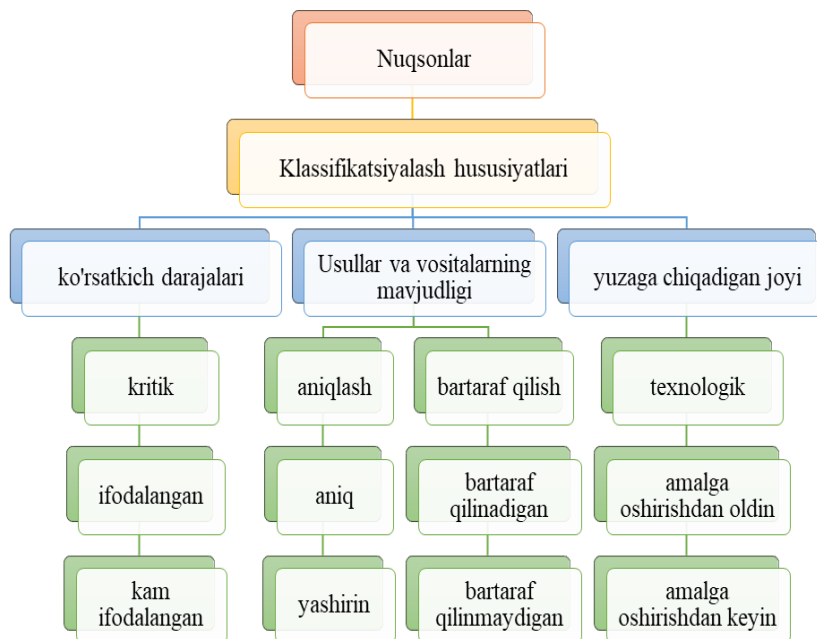 Nuqsonlar
Klassifikatsiyalash hususiyatlari
ko'rsatkich darajalari
Usullar va vositalarning
mavjudligi
yuzaga chiqadigan joyi
kritik
aniqlash
bartaraf qilish
texnologik
ifodalangan
aniq
bartaraf
qilinadigan
amalga
oshirishdan oldin
kam
ifodalangan
yashirin
bartaraf
qilinmaydigan
amalga
oshirishdan keyin